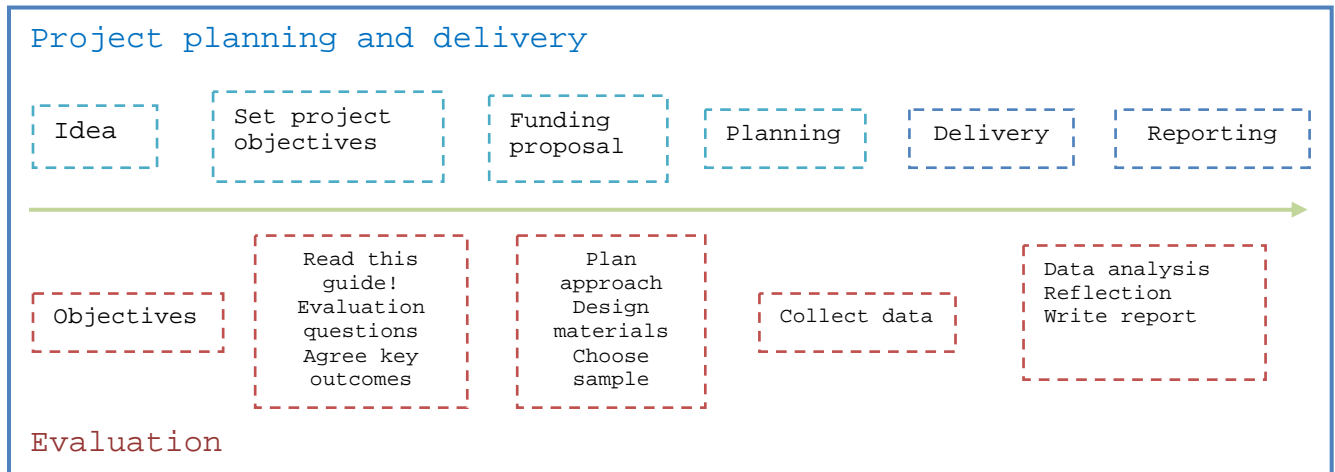 Project planning and delivery
Idea
Set project
objectives
Funding
proposal
Planning
Delivery
Reporting
Objectives
Read this
guide!
Evaluation
questions
Agree key
outcomes
Plan
approach
Design
materials
Choose
sample
Collect data
Data analysis
Reflection
Write report
Evaluation